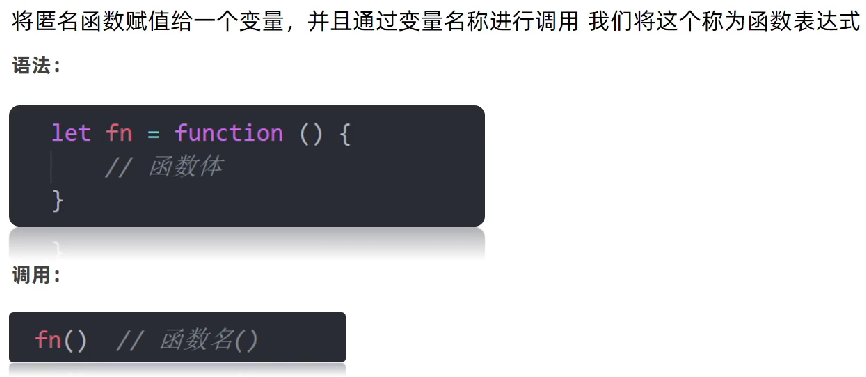 将匿名函数赋值给一个变量，并且通过变量名称进行调用 我们将这个称为函数表达式
语法：
let fn = function () {
// 函数体
}
调用：
fn() // 函数名()